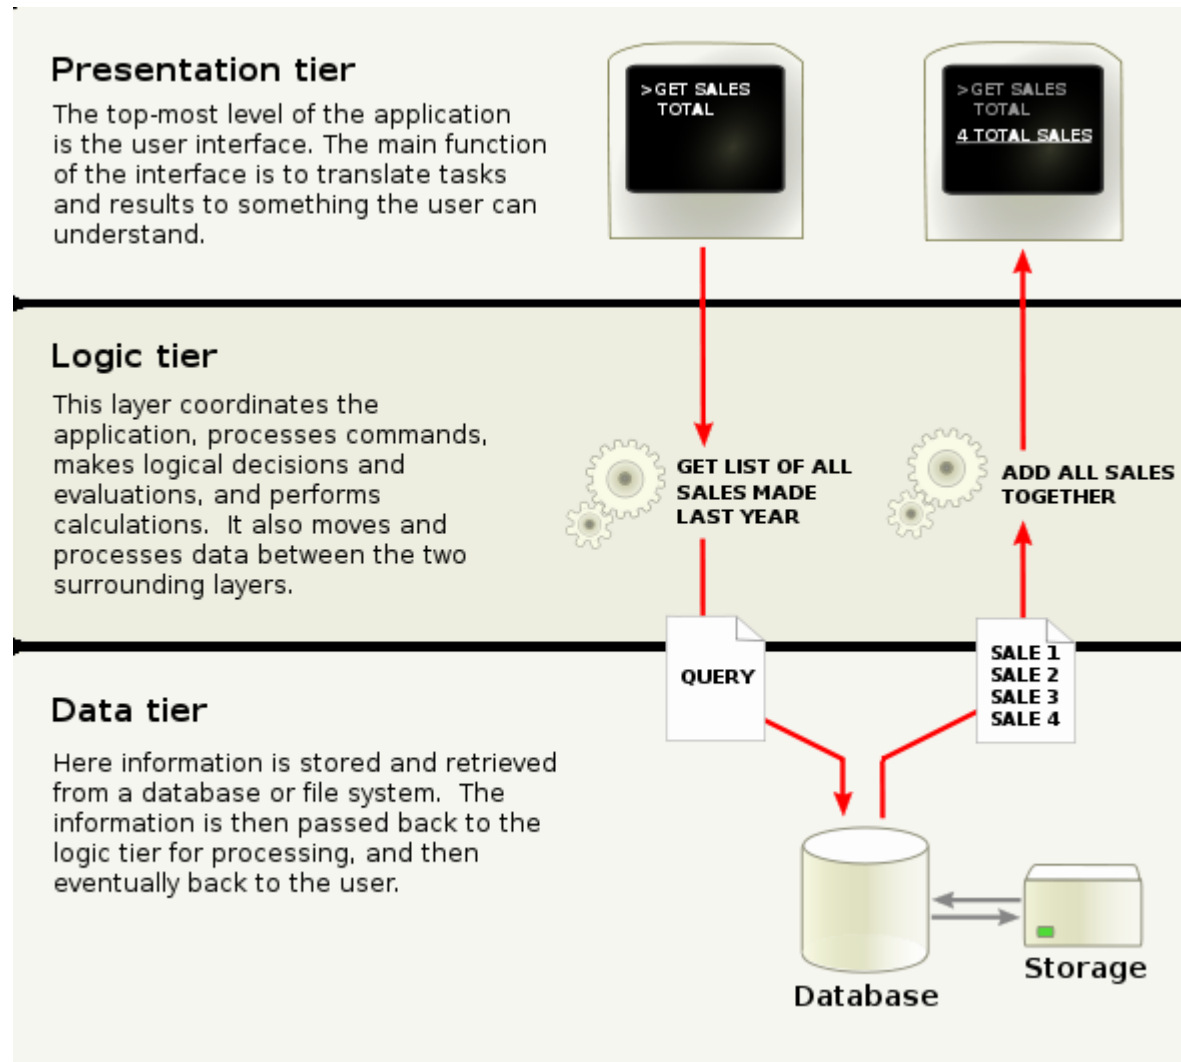 Presentation tier
The top-most level of the application
is the user interface. The main function
of the interface is to translate tasks
and results to something the user can
understand.
>GET SALES
TOTAL
>GET SALES
TOTAL
4 TOTAL SALES
Logic tier
This layer coordinates the
application, processes commands,
makes logical decisions and
evaluations, and performs
calculations.  It also moves and
processes data between the two
surrounding layers.
GET LIST OF ALL
SALES MADE
LAST YEAR
ADD ALL SALES
TOGETHER
QUERY
SALE 1
SALE 2
SALE 3
SALE 4
Data tier
Here information is stored and retrieved
from a database or file system.  The
information is then passed back to the
logic tier for processing, and then
eventually back to the user.
Database
Storage